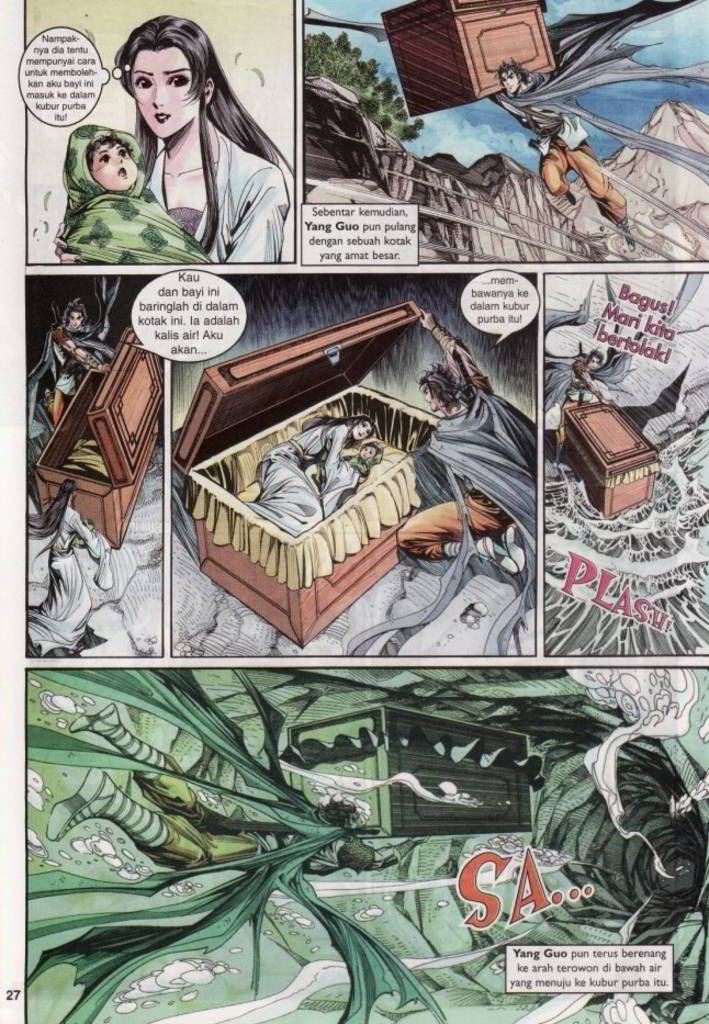 Nampak-
nya dia tentu
mempunyai cara
untuk memboleh-
kan aku bayi ini
masuk ke dalam
kubur purba
itu!
Sebentar kemudian,
Yang Guo pun pulang
dengan sebuah kotak
yang amat besar.
Kau
dan bayi ini
baringlah di dalam
kotak ini. Ia adalah
kalis air! Aku
akan...
...mem-
bawanya ke
dalam kubur
purba itu!
Bagus!
Mari kita
bertolak!
PLASH!
SA...
Yang Guo pun terus berenang
ke arah terowon di bawah air
yang menuju ke kubur purba itu.
27